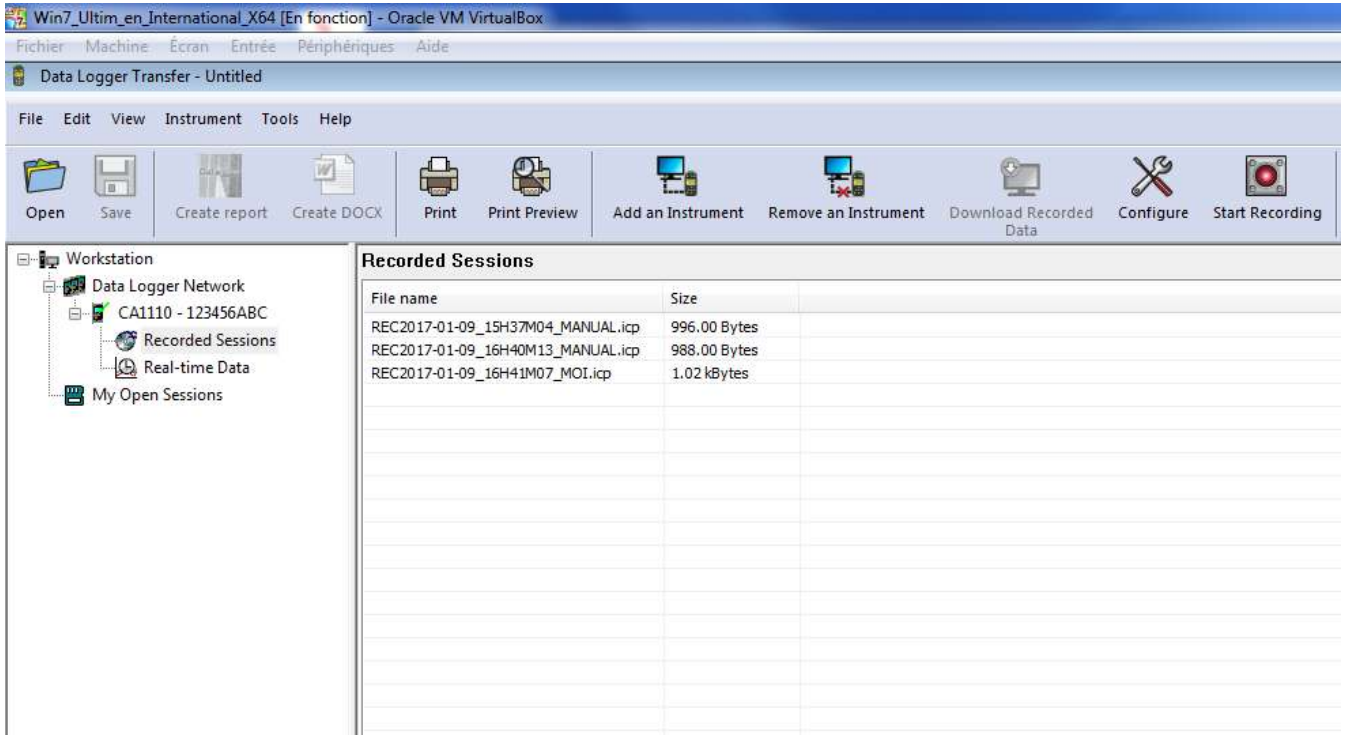 Win7_Ultim_en_International_X64 [En fonction] - Oracle VM VirtualBox
Fichier Machine Écran Entrée Périphériques Aide
Data Logger Transfer - Untitled
File Edit View Instrument Tools Help
Open Save Create report Create DOCX Print Print Preview Add an Instrument Remove an Instrument Download Recorded Data Configure Start Recording
Workstation
Data Logger Network
CA1110 - 123456ABC
Recorded Sessions
Real-time Data
My Open Sessions
Recorded Sessions
File name Size
REC2017-01-09_15H37M04_MANUAL.icp 996.00 Bytes
REC2017-01-09_16H40M13_MANUAL.icp 988.00 Bytes
REC2017-01-09_16H41M07_MOI.icp 1.02 kBytes